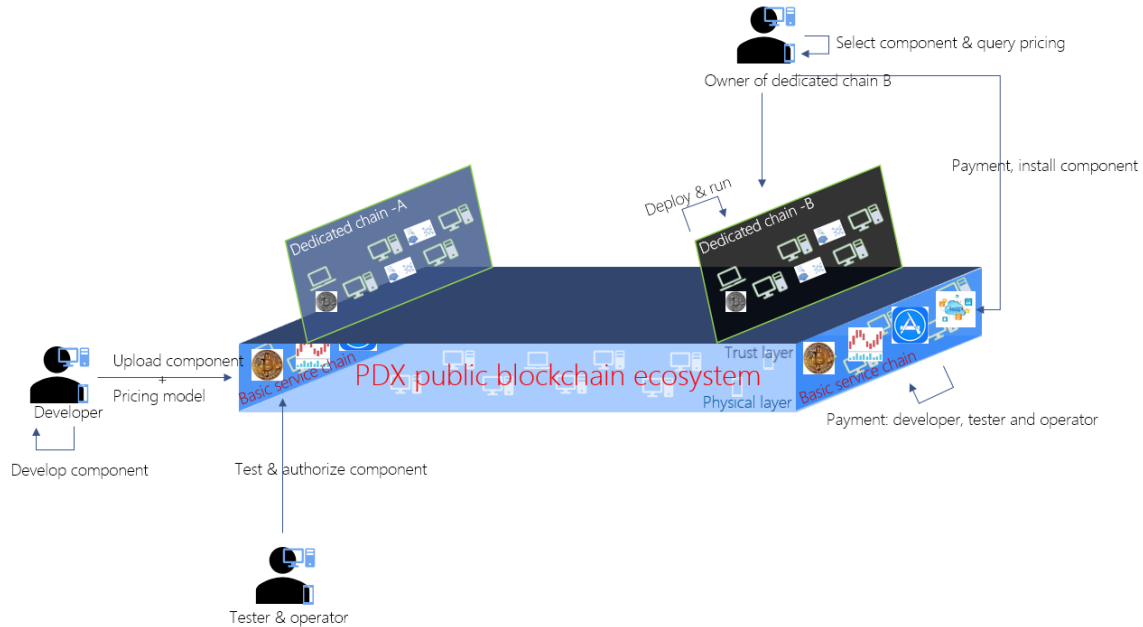 Select component & query pricing
Owner of dedicated chain B
Payment, install component
Deploy & run
Dedicated chain -A
Dedicated chain -B
Trust layer
PDX public blockchain ecosystem
Physical layer
Basic service chain
Basic service chain
Upload component
+
Pricing model
Developer
Develop component
Payment: developer, tester and operator
Test & authorize component
Tester & operator